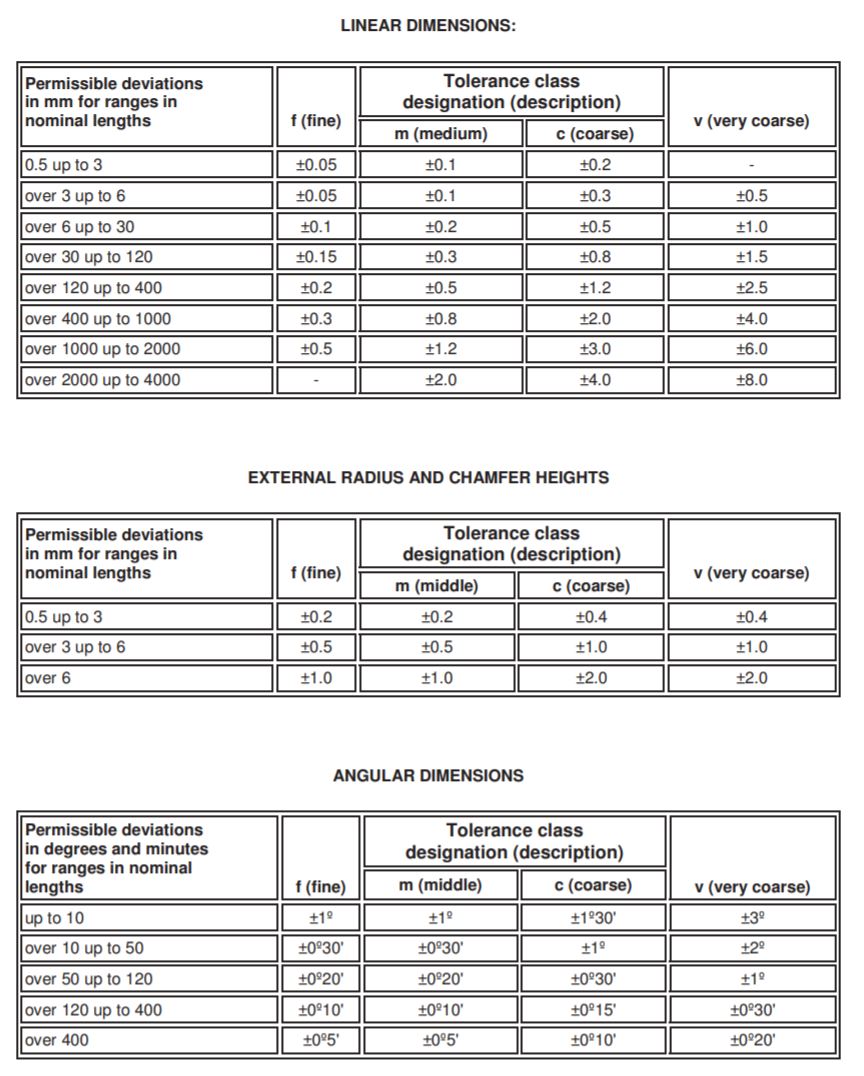 LINEAR DIMENSIONS:
Permissible deviations
in mm for ranges in
nominal lengths
f (fine)
Tolerance class
designation (description)
v (very coarse)
m (medium)
c (coarse)
0.5 up to 3 ±0.05 ±0.1 ±0.2 -
over 3 up to 6 ±0.05 ±0.1 ±0.3 ±0.5
over 6 up to 30 ±0.1 ±0.2 ±0.5 ±1.0
over 30 up to 120 ±0.15 ±0.3 ±0.8 ±1.5
over 120 up to 400 ±0.2 ±0.5 ±1.2 ±2.5
over 400 up to 1000 ±0.3 ±0.8 ±2.0 ±4.0
over 1000 up to 2000 ±0.5 ±1.2 ±3.0 ±6.0
over 2000 up to 4000 - ±2.0 ±4.0 ±8.0
EXTERNAL RADIUS AND CHAMFER HEIGHTS
Permissible deviations
in mm for ranges in
nominal lengths
f (fine)
Tolerance class
designation (description)
v (very coarse)
m (middle)
c (coarse)
0.5 up to 3 ±0.2 ±0.2 ±0.4 ±0.4
over 3 up to 6 ±0.5 ±0.5 ±1.0 ±1.0
over 6 ±1.0 ±1.0 ±2.0 ±2.0
ANGULAR DIMENSIONS
Permissible deviations
in degrees and minutes
for ranges in nominal
lengths
f (fine)
Tolerance class
designation (description)
v (very coarse)
m (middle)
c (coarse)
up to 10 ±1º ±1º ±1º30' ±3º
over 10 up to 50 ±0º30' ±0º30' ±1º ±2º
over 50 up to 120 ±0º20' ±0º20' ±0º30' ±1º
over 120 up to 400 ±0º10' ±0º10' ±0º15' ±0º30'
over 400 ±0º5' ±0º5' ±0º10' ±0º20'